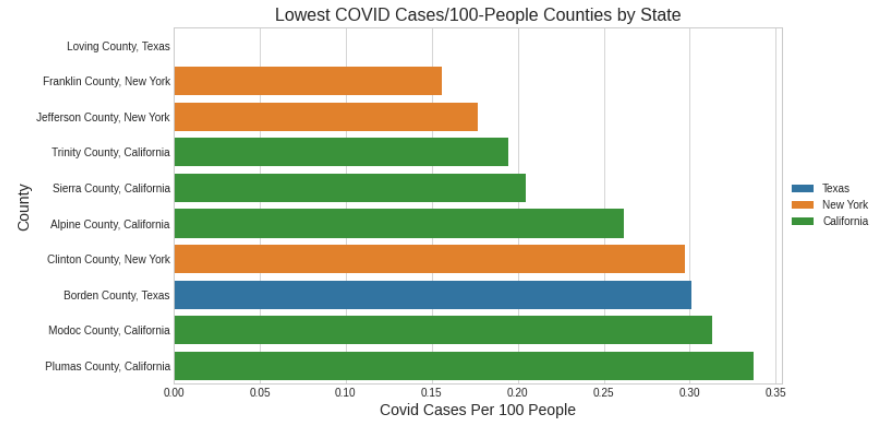 Lowest COVID Cases/100-People Counties by State
County
Loving County, Texas
Franklin County, New York
Jefferson County, New York
Trinity County, California
Sierra County, California
Alpine County, California
Clinton County, New York
Borden County, Texas
Modoc County, California
Plumas County, California
0.00 0.05 0.10 0.15 0.20 0.25 0.30 0.35
Covid Cases Per 100 People
Texas
New York
California